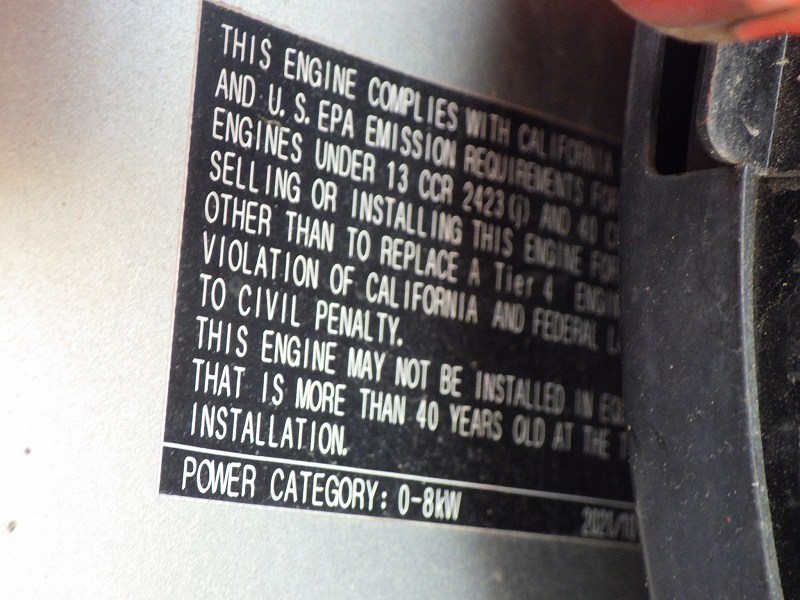 THIS ENGINE COMPLIES WITH CALIFORNIA
AND U.S.EPA EMISSION REQUIREMENTS FOR
ENGINES UNDER 13 CCR 2423(j) AND 40
SELLING OR INSTALLING THIS ENGINE FOR
OTHER THAN TO REPLACE A Tier 4
VIOLATION OF CALIFORNIA AND FEDERAL
TO CIVIL PENALTY.
THIS ENGINE MAY NOT BE INSTALLED IN
THAT IS MORE THAN 40 YEARS OLD AT THE
INSTALLATION.
POWER CATEGORY: 0-8kW